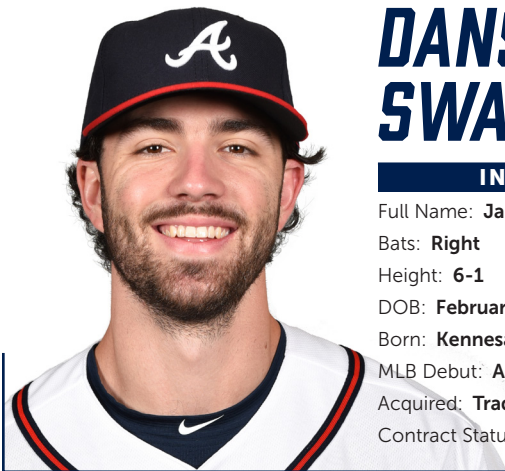 DANS
SWA
IN
Full Name: Ja
Bats: Right
Height: 6-1
DOB: Februar
Born: Kennesa
MLB Debut: A
Acquired: Trad
Contract Statu